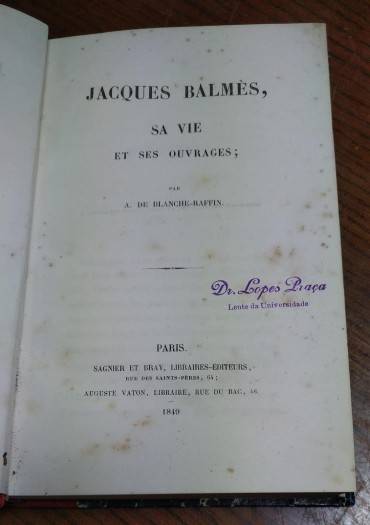 JACQUES BALMÈS,
SA VIE
ET SES OUVRAGES;
PAR
A. DE BLANCHE-RAFFIN.
Dr. Lopes Praça
Lente da Universidade
PARIS.
SAGNIER ET BRAY, LIBRAIRES-ÉDITEURS,
RUE DES SAINTS-PÈRES, 64;
AUGUSTE VATON, LIBRAIRE, RUE DU BAC, 46.
1849